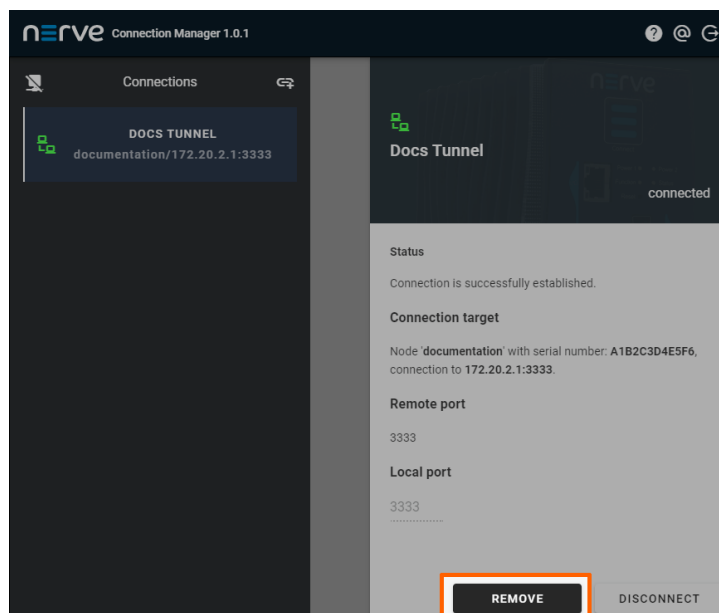 nerve Connection Manager 1.0.1
Connections
DOCS TUNNEL
documentation/172.20.2.1:3333
nerve
Docs Tunnel
connected
Status
Connection is successfully established.
Connection target
Node 'documentation' with serial number: A1B2C3D4E5F6,
connection to 172.20.2.1:3333.
Remote port
3333
Local port
3333
REMOVE
DISCONNECT